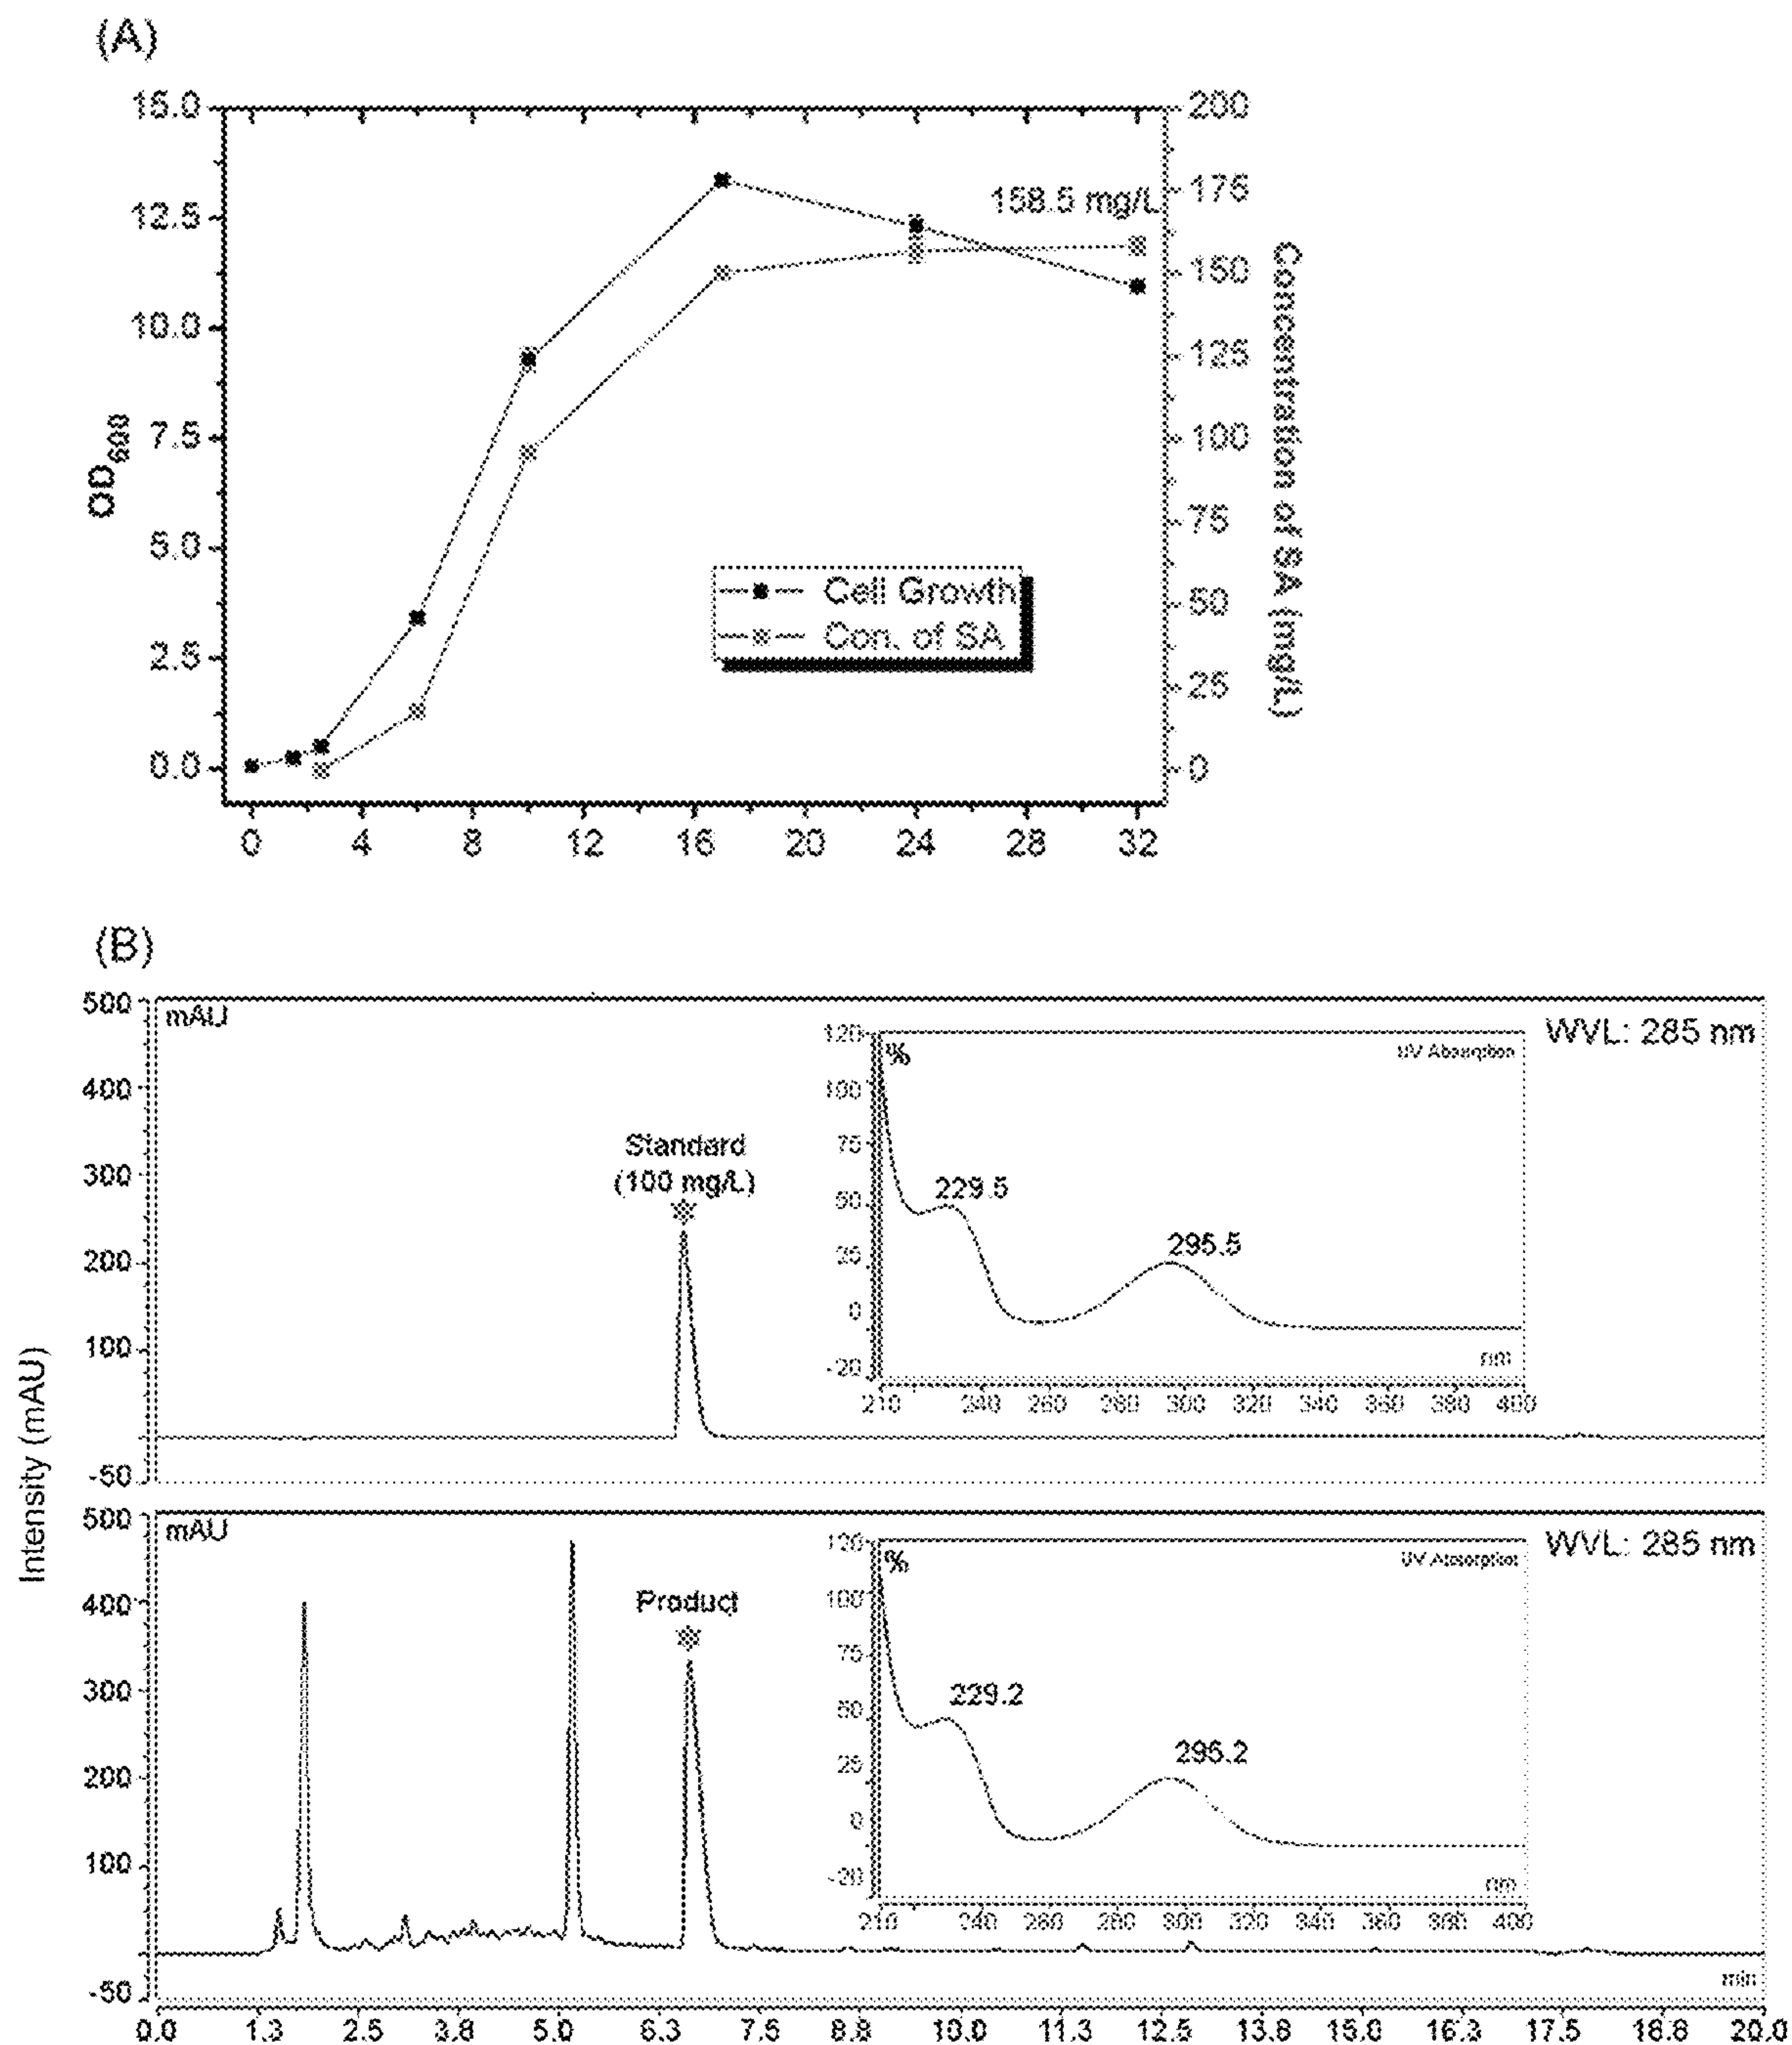 (A)
15.0
12.5
10.0
7.5
5.0
2.5
0.0
OD600
200
175
150
125
100
75
50
25
0
Concentration of SA (mg/L)
158.5 mg/L
Cell Growth
Con. of SA
0 4 8 12 16 20 24 28 32
(B)
Intensity (mAU)
500
400
300
200
100
-50
mAU
WVL: 285 nm
Standard
(100 mg/L)
120
100
75
50
25
0
-20
%
UV Absorption
229.5
295.5
nm
210 240 260 280 300 320 340 360 380 400
500
400
300
200
100
-50
mAU
WVL: 285 nm
Product
120
100
75
50
25
0
-20
%
UV Absorption
229.2
295.2
nm
210 240 260 280 300 320 340 360 380 400
min
0.0 1.3 2.5 3.8 5.0 6.3 7.5 8.8 10.0 11.3 12.5 13.8 15.0 16.3 17.5 18.8 20.0